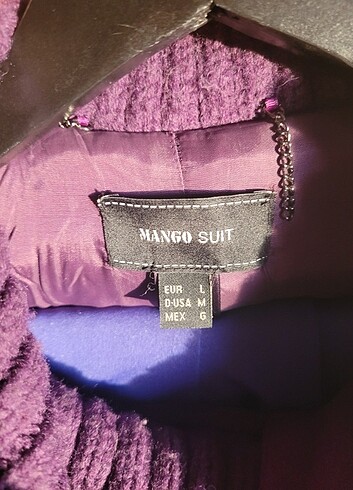 MANGO SUIT
EUR L
D-USA M
MEX G